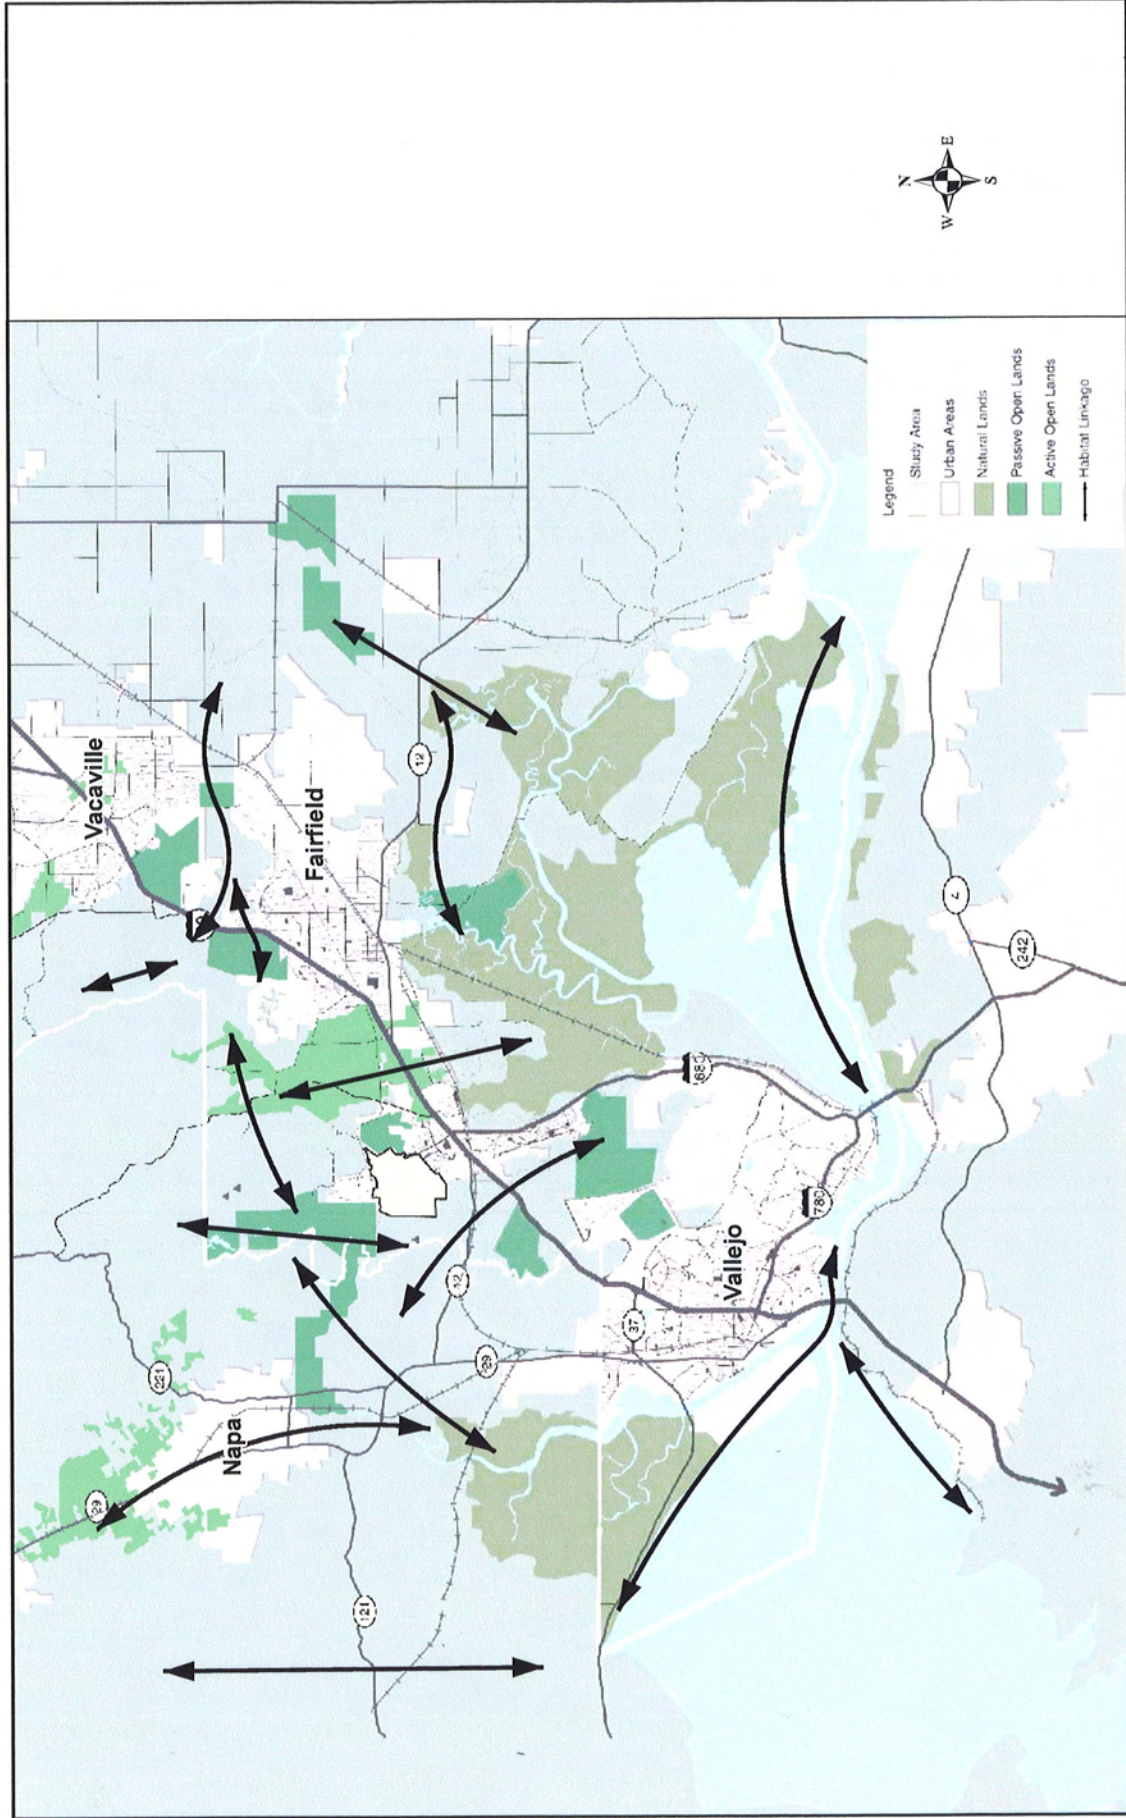 Vacaville
Fairfield
12
Napa
29
221
121
12
29
37
Vallejo
680
780
4
242
N
W
E
S
Legend
Study Area
Urban Areas
Natural Lands
Passive Open Lands
Active Open Lands
Habitat Linkage